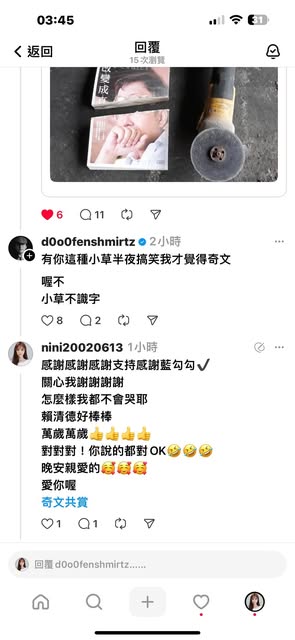 03:45
31
返回
回覆
15 次瀏覽
改變成
6
11
d0o0fenshmirtz 2小時
有你這種小草半夜搞笑我才覺得奇文
喔不
小草不識字
8
2
nini20020613 1小時
感謝感謝感謝支持感謝藍勾勾✔️
關心我謝謝謝謝
怎麼樣我都不會哭耶
賴清德好棒棒
萬歲萬歲👍👍👍👍
對對對！你說的都對OK🤣🤣🤣
晚安親愛的🥰🥰🥰
愛你喔
奇文共賞
1
1
回覆 d0o0fenshmirtz......